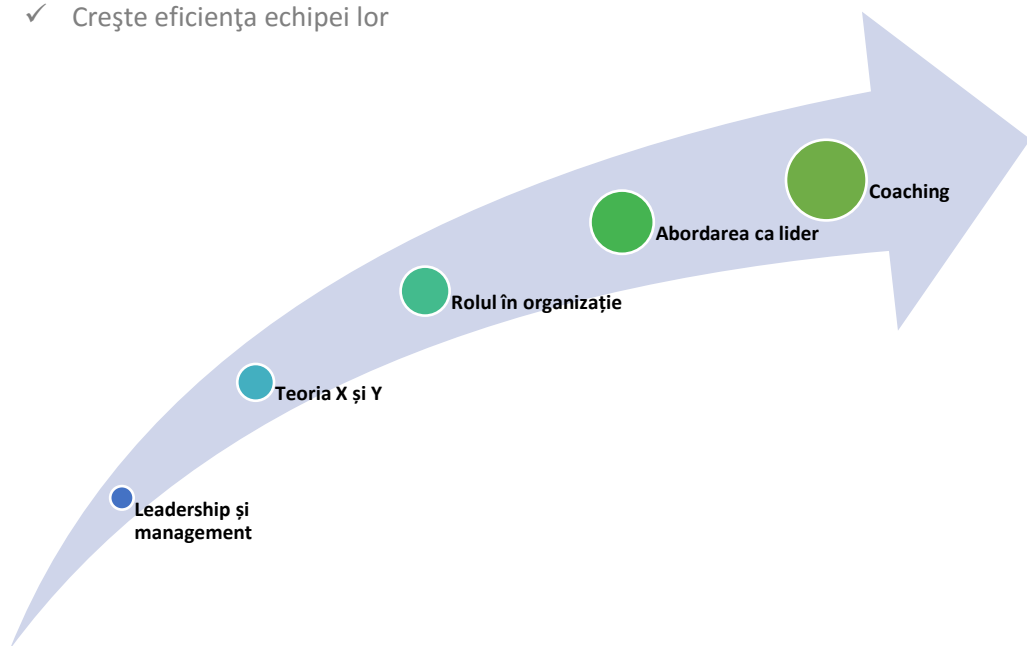 ✓ Creşte eficienţa echipei lor
Coaching
Abordarea ca lider
Rolul în organizație
Teoria X și Y
Leadership și
management